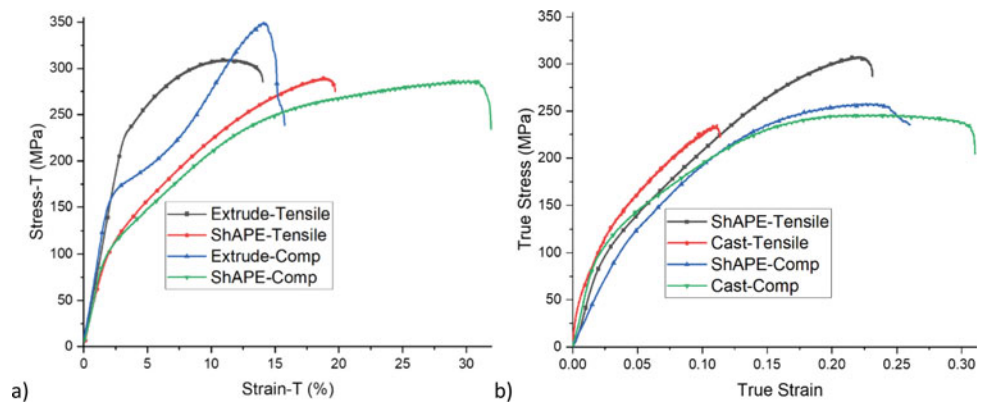 350
300
250
200
150
100
50
0
Stress-T (MPa)
Extrude-Tensile
ShAPE-Tensile
Extrude-Comp
ShAPE-Comp
0 5 10 15 20 25 30
Strain-T (%)
a)
350
300
250
200
150
100
50
0
True Stress (MPa)
ShAPE-Tensile
Cast-Tensile
ShAPE-Comp
Cast-Comp
0.00 0.05 0.10 0.15 0.20 0.25 0.30
True Strain
b)